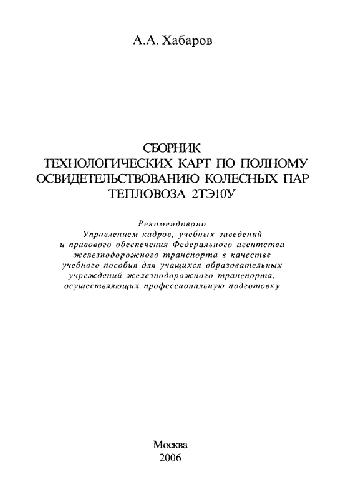 А.А. Хабаров
СБОРНИК
ТЕХНОЛОГИЧЕСКИХ КАРТ ПО ПОЛНОМУ
ОСВИДЕТЕЛЬСТВОВАНИЮ КОЛЕСНЫХ ПАР
ТЕПЛОВОЗА 2ТЭ10У
Рекомендовано
Управлением кадров, учебных заведений
и правового обеспечения Федерального агентства
железнодорожного транспорта в качестве
учебного пособия для учащихся образовательных
учреждений железнодорожного транспорта,
осуществляющих профессиональную подготовку
Москва
2006